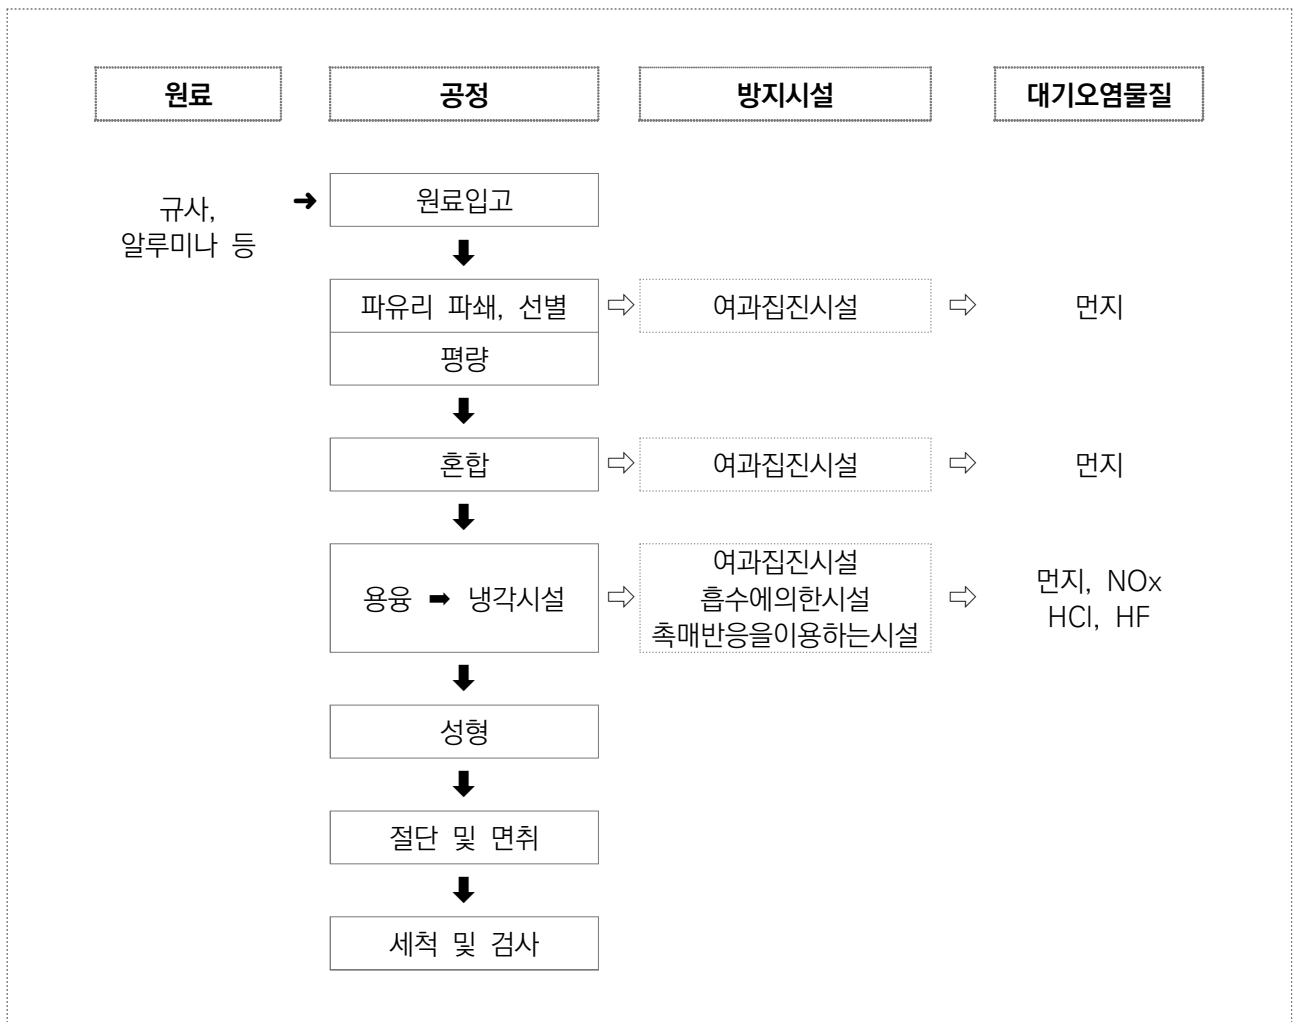 원료 공정 방지시설 대기오염물질
규사,
알루미나 등
원료입고
파유리 파쇄, 선별 여과집진시설 먼지
평량
혼합 여과집진시설 먼지
용융 ➡ 냉각시설
여과집진시설
흡수에의한시설
촉매반응을이용하는시설
먼지, NOx
HCl, HF
성형
절단 및 면취
세척 및 검사